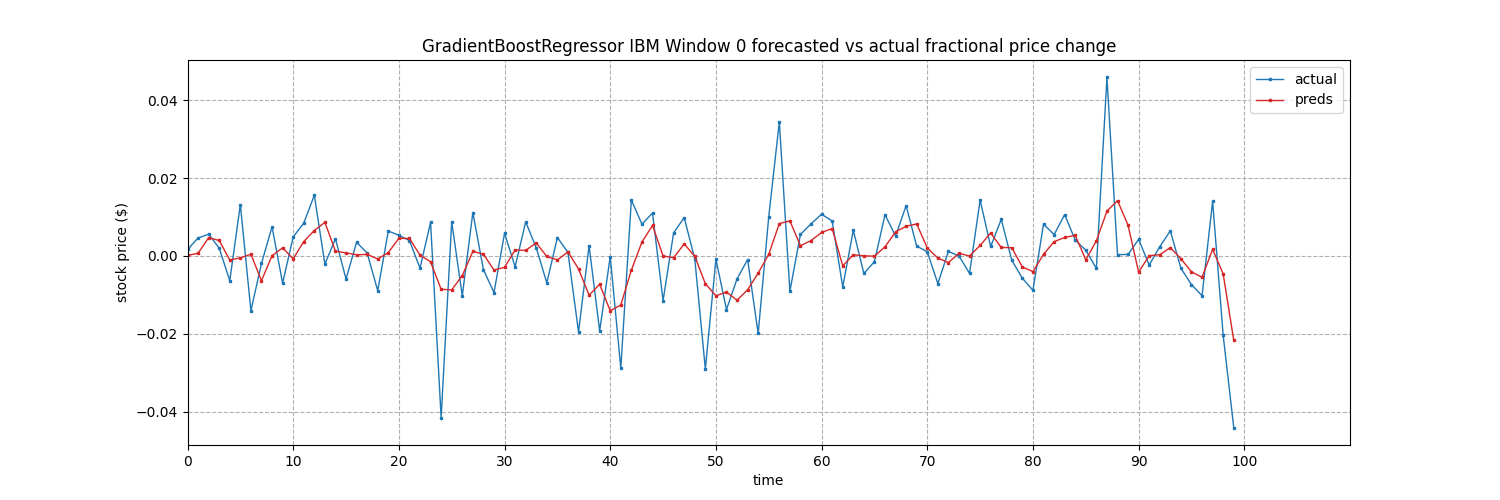 GradientBoostRegressor IBM Window 0 forecasted vs actual fractional price change
actual
preds
stock price ($)
0.04
0.02
0.00
−0.02
−0.04
0 10 20 30 40 50 60 70 80 90 100
time